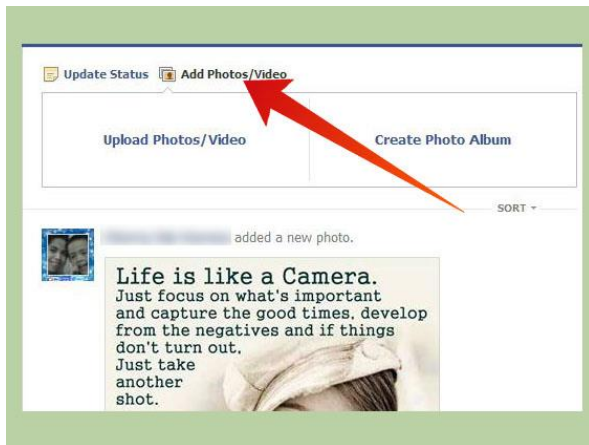 Update Status Add Photos/Video
Upload Photos/Video Create Photo Album
SORT
added a new photo.
Life is like a Camera.
Just focus on what's important
and capture the good times, develop
from the negatives and if things
don't turn out,
Just take
another
shot.